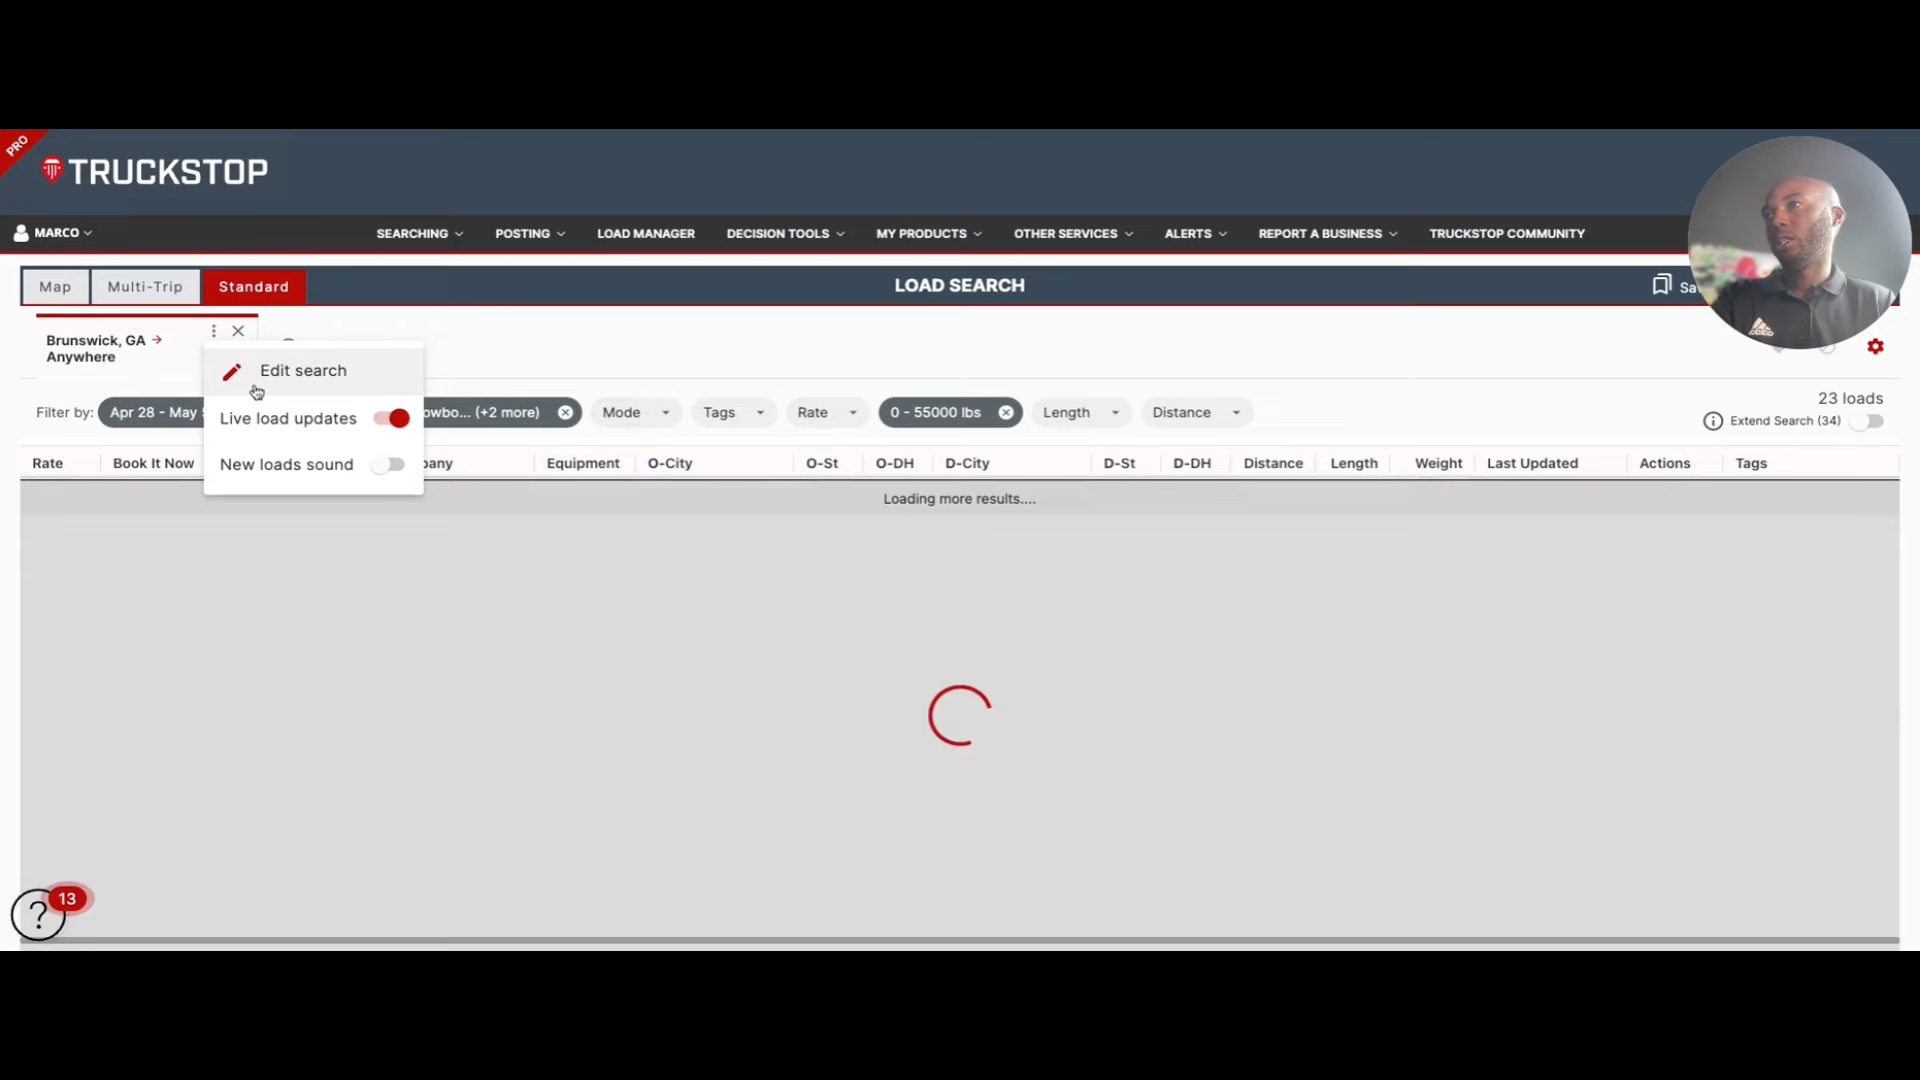 PRO
TRUCKSTOP
MARCO
SEARCHING
POSTING
LOAD MANAGER
DECISION TOOLS
MY PRODUCTS
OTHER SERVICES
ALERTS
REPORT A BUSINESS
TRUCKSTOP COMMUNITY
Map
Multi-Trip
Standard
LOAD SEARCH
Brunswick, GA →
Anywhere
Edit search
Live load updates
New loads sound
Filter by:
Apr 28 - May
(+2 more)
Mode
Tags
Rate
0 - 55000 lbs
Length
Distance
23 loads
Extend Search (34)
Rate
Book It Now
Equipment
O-City
O-St
O-DH
D-City
D-St
D-DH
Distance
Length
Weight
Last Updated
Actions
Tags
Loading more results....
?
13